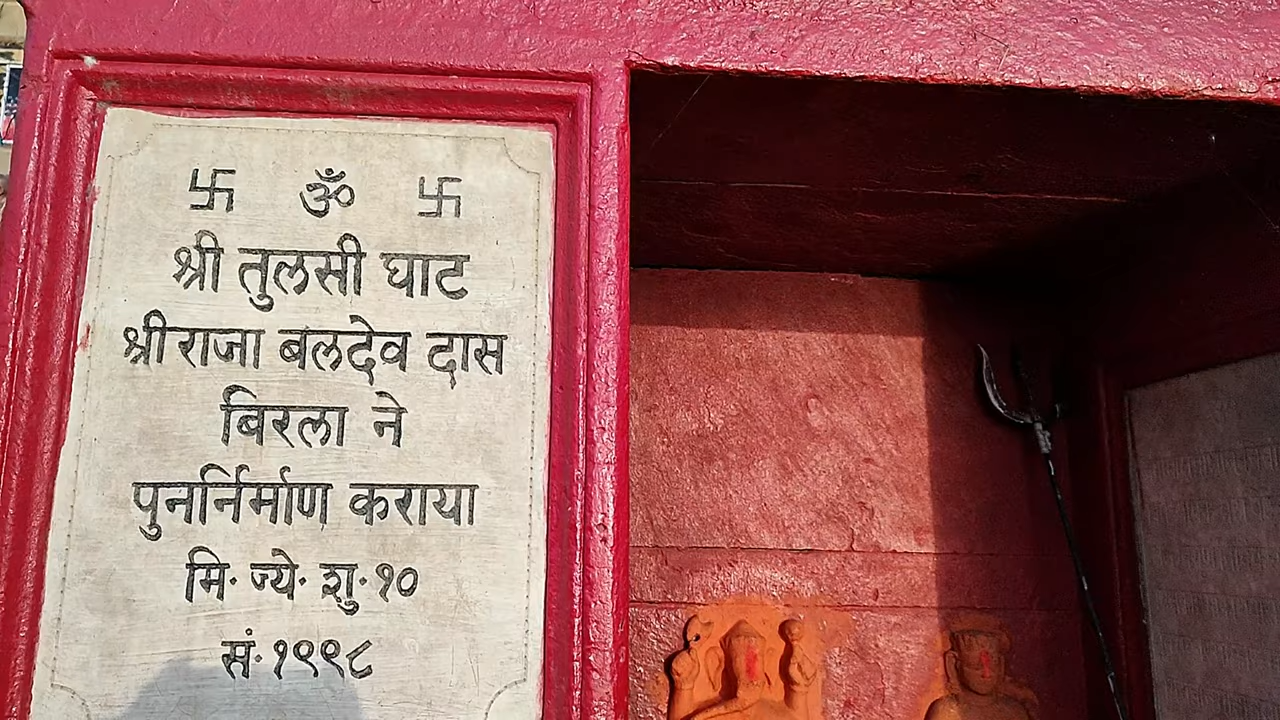 卐 ॐ 卐
श्री तुलसी घाट
श्री राजा बलदेव दास
बिरला ने
पुनर्निर्माण कराया
मि· ज्ये· शु· १०
सं· १९९८